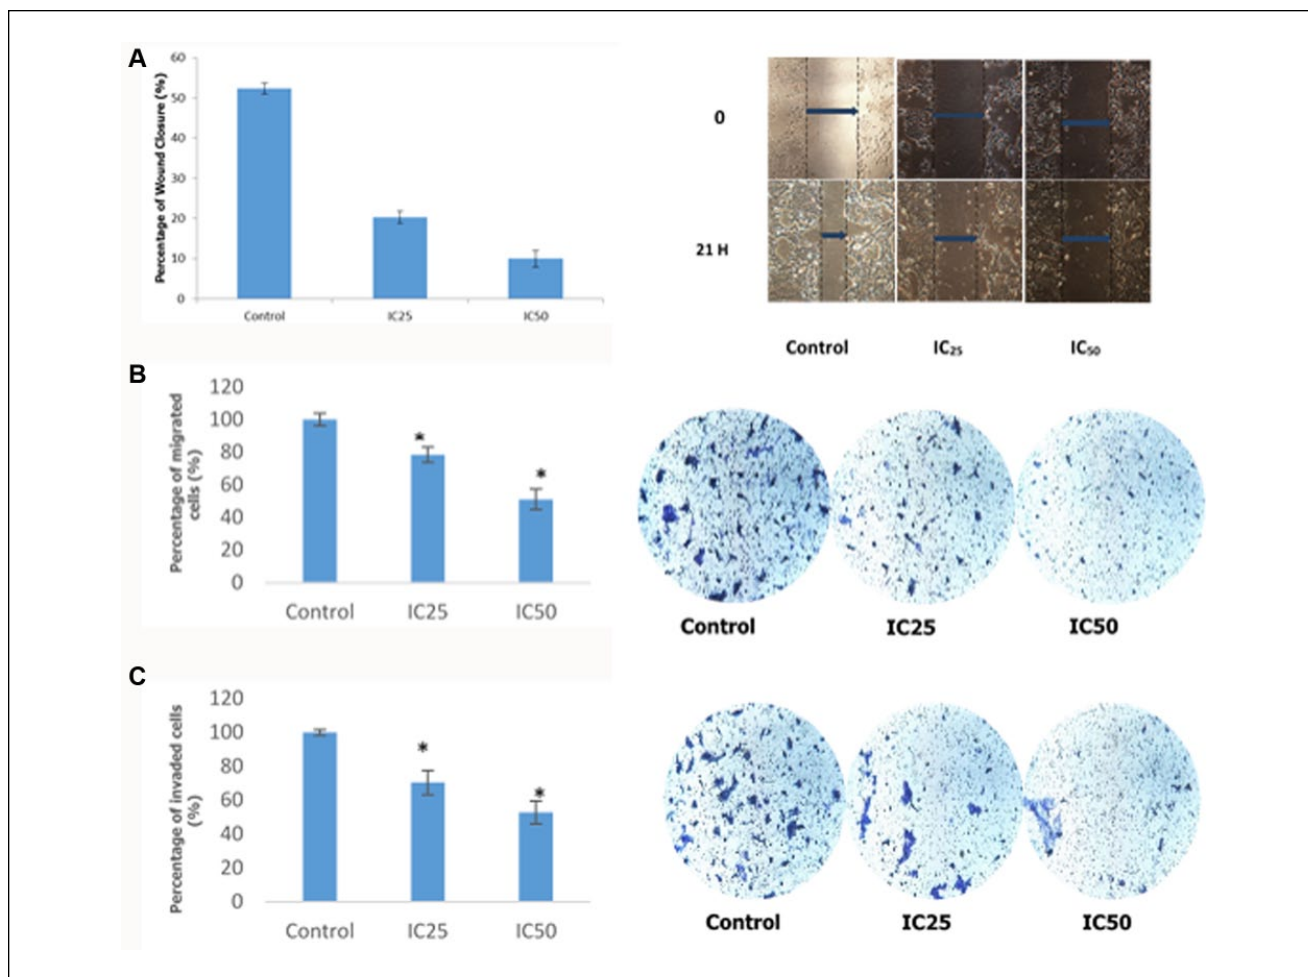 A
Percentage of Wound Closure (%)
60
50
40
30
20
10
0
Control IC25 IC50
0
21 H
Control IC₂₅ IC₅₀
B
Percentage of migrated
cells (%)
120
100
80
60
40
20
0
*
*
Control IC25 IC50
Control IC25 IC50
C
Percentage of invaded cells
(%)
120
100
80
60
40
20
0
*
*
Control IC25 IC50
Control IC25 IC50